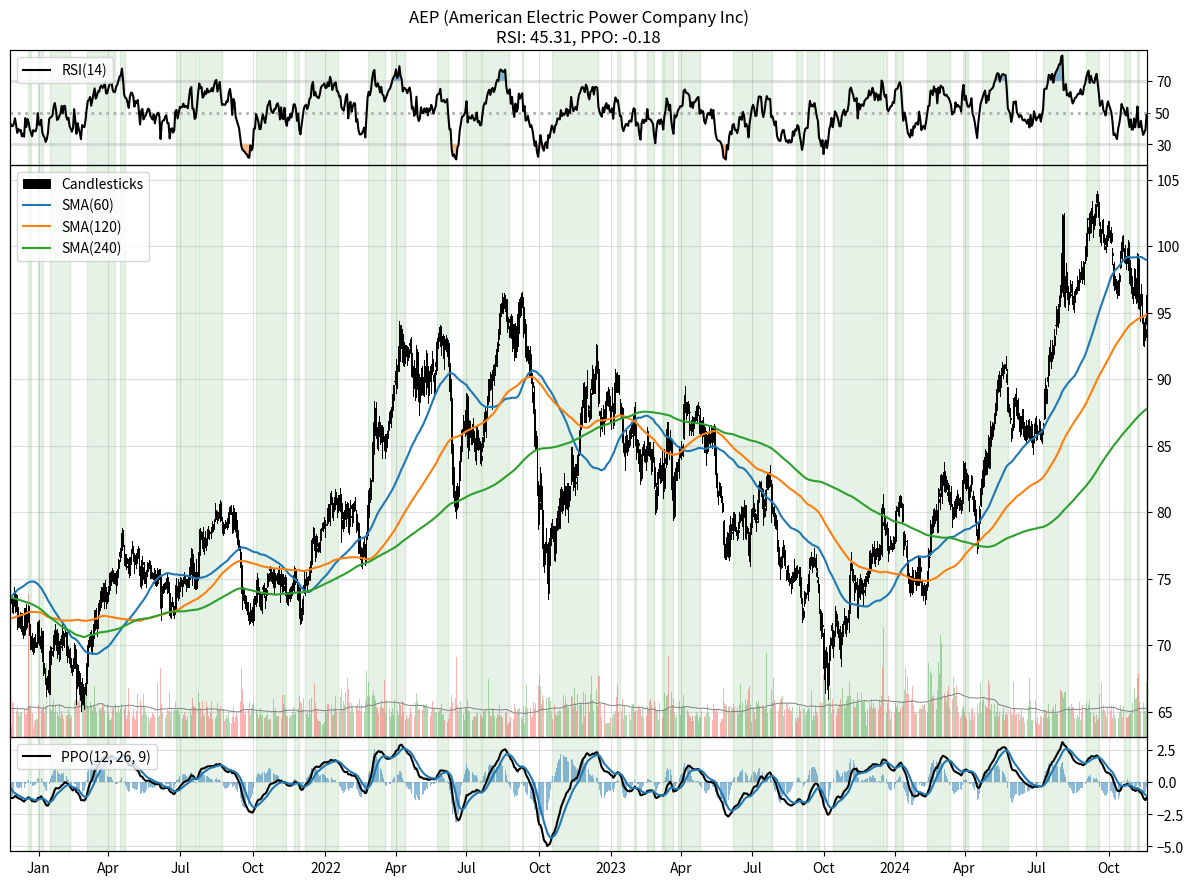 AEP (American Electric Power Company Inc)
RSI: 45.31, PPO: -0.18
RSI(14)
70
50
30
Candlesticks
SMA(60)
SMA(120)
SMA(240)
105
100
95
90
85
80
75
70
65
PPO(12, 26, 9)
2.5
0.0
−2.5
−5.0
Jan Apr Jul Oct 2022 Apr Jul Oct 2023 Apr Jul Oct 2024 Apr Jul Oct